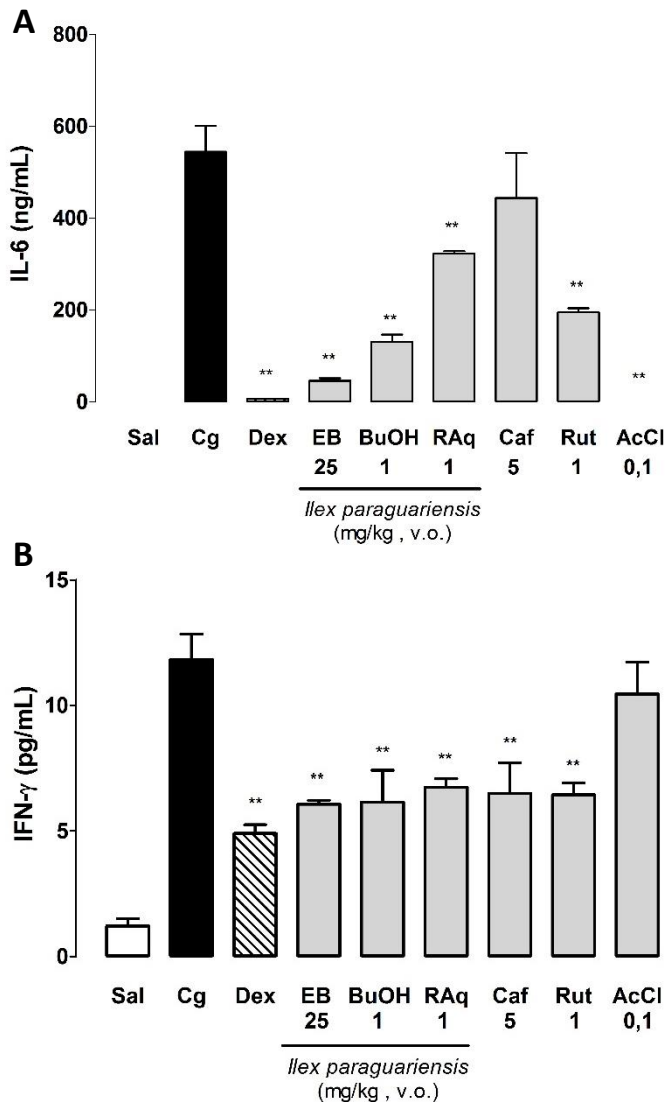 A
800
600
400
200
0
IL-6 (ng/mL)
**
**
**
**
**
**
Sal Cg Dex EB BuOH RAq Caf Rut AcCl
25 1 1 5 1 0,1
Ilex paraguariensis
(mg/kg , v.o.)
B
15
10
5
0
IFN-γ (pg/mL)
**
**
**
**
**
**
Sal Cg Dex EB BuOH RAq Caf Rut AcCl
25 1 1 5 1 0,1
Ilex paraguariensis
(mg/kg , v.o.)